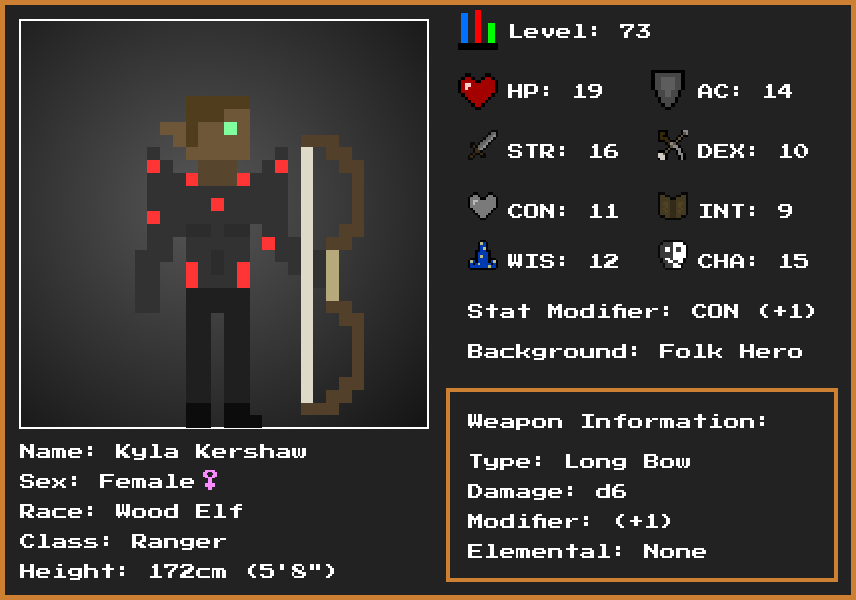 Level: 73
HP: 19
AC: 14
STR: 16
DEX: 10
CON: 11
INT: 9
WIS: 12
CHA: 15
Stat Modifier: CON (+1)
Background: Folk Hero
Weapon Information:
Type: Long Bow
Damage: d6
Modifier: (+1)
Elemental: None
Name: Kyla Kershaw
Sex: Female♀
Race: Wood Elf
Class: Ranger
Height: 172cm (5'8")